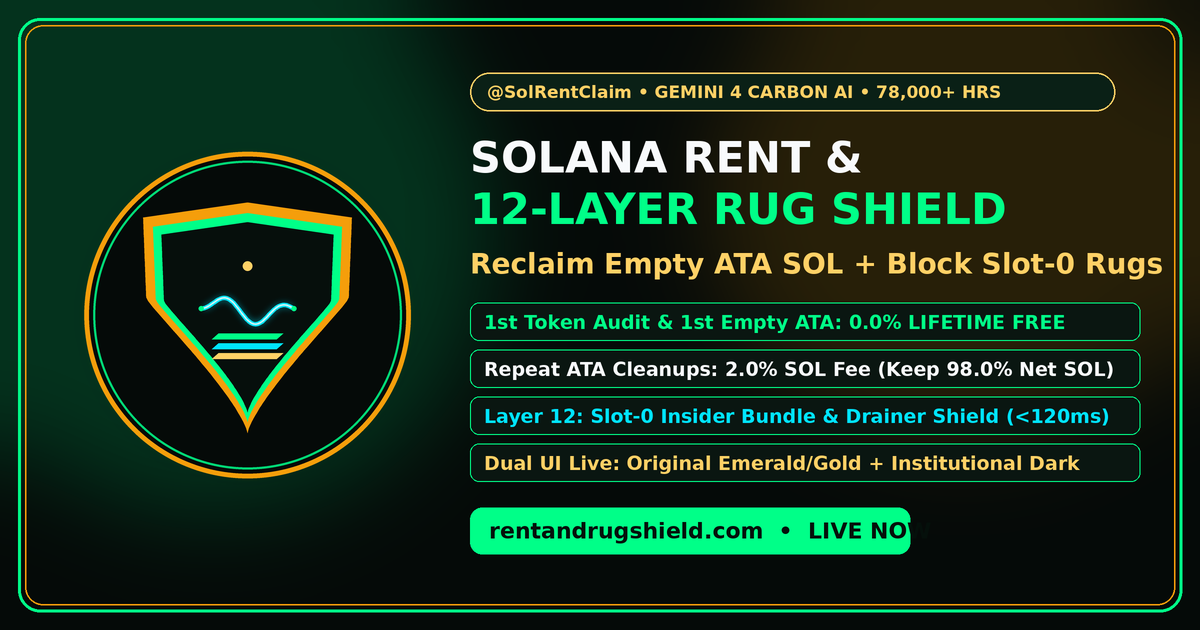 @SolRentClaim • GEMINI 4 CARBON AI • 78,000+ HRS
SOLANA RENT &
12-LAYER RUG SHIELD
Reclaim Empty ATA SOL + Block Slot-0 Rugs
1st Token Audit & 1st Empty ATA: 0.0% LIFETIME FREE
Repeat ATA Cleanups: 2.0% SOL Fee (Keep 98.0% Net SOL)
Layer 12: Slot-0 Insider Bundle & Drainer Shield (<120ms)
Dual UI Live: Original Emerald/Gold + Institutional Dark
rentandrugshield.com • LIVE NOW